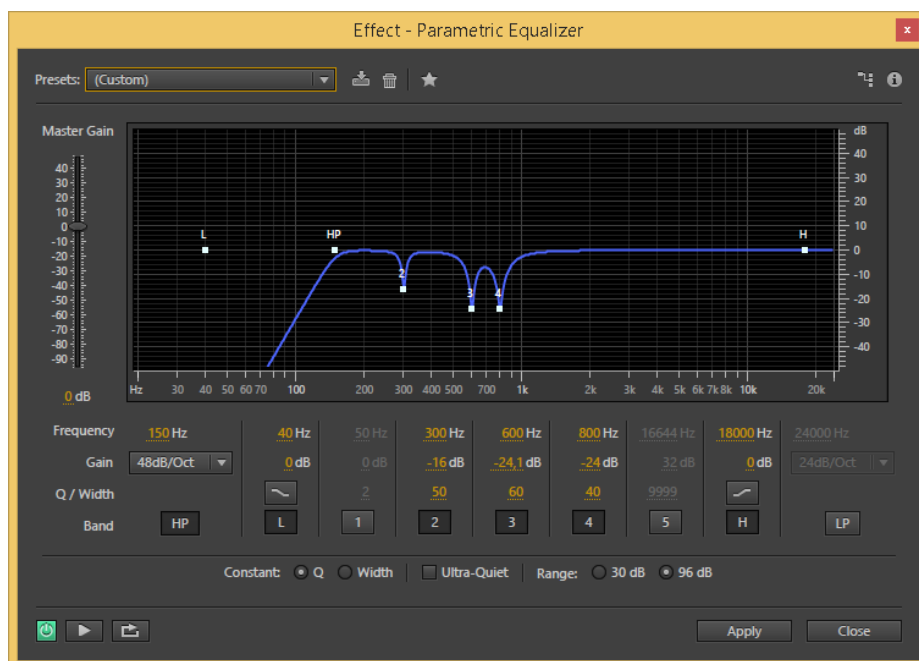 Effect - Parametric Equalizer
x
Presets: (Custom)
Master Gain
dB
40
30
20
10
0
-10
-20
-30
-40
-50
-60
-70
-80
-90
0 dB
L
HP
2
3
4
H
40
30
20
10
0
-10
-20
-30
-40
Hz 30 40 50 60 70 100 200 300 400 500 700 1k 2k 3k 4k 5k 6k 7k 8k 10k 20k
Frequency 150 Hz 40 Hz 50 Hz 300 Hz 600 Hz 800 Hz 16644 Hz 18000 Hz 24000 Hz
Gain 48dB/Oct 0 dB 0 dB -16 dB -24,1 dB -24 dB 32 dB 0 dB 24dB/Oct
Q / Width 2 50 60 40 9999
Band HP L 1 2 3 4 5 H LP
Constant: Q Width Ultra-Quiet Range: 30 dB 96 dB
Apply Close